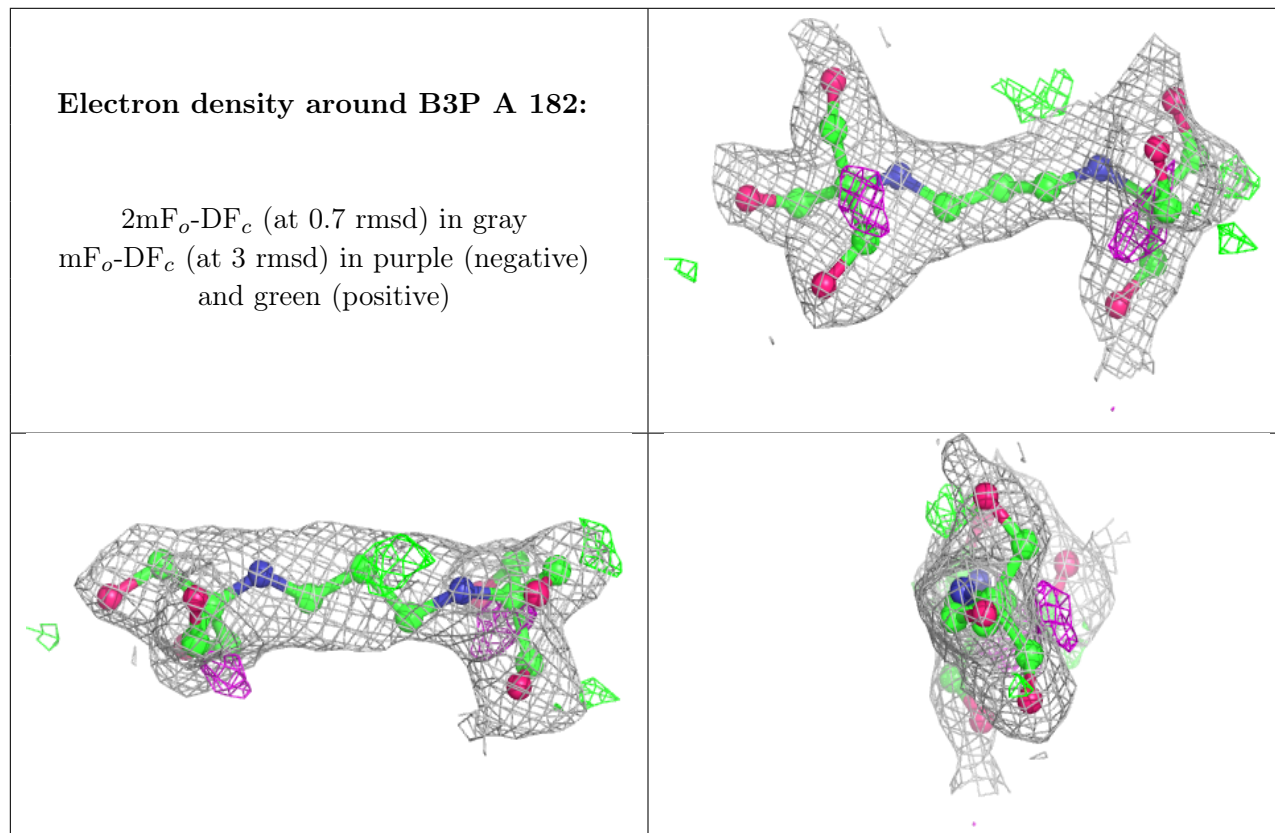 Electron density around B3P A 182:
2mFo-DFc (at 0.7 rmsd) in gray
mFo-DFc (at 3 rmsd) in purple (negative)
and green (positive)